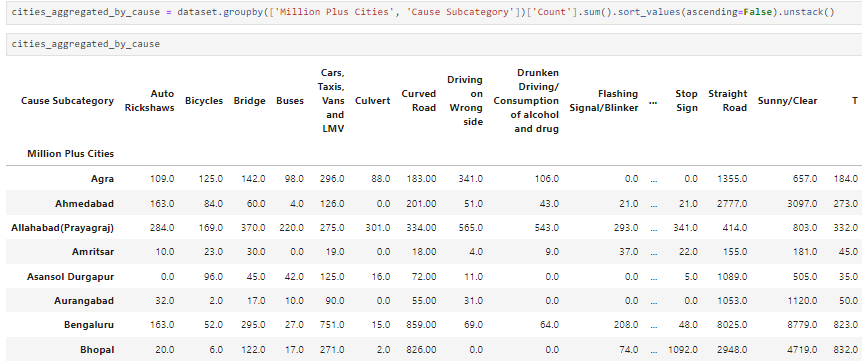 cities_aggregated_by_cause = dataset.groupby(['Million Plus Cities', 'Cause Subcategory'])['Count'].sum().sort_values(ascending=False).unstack()
cities_aggregated_by_cause
Cause Subcategory Auto Rickshaws Bicycles Bridge Buses Cars, Taxis, Vans and LMV Culvert Curved Road Driving on Wrong side Drunken Driving/ Consumption of alcohol and drug Flashing Signal/Blinker ... Stop Sign Straight Road Sunny/Clear T
Million Plus Cities
Agra 109.0 125.0 142.0 98.0 296.0 88.0 183.00 341.0 106.0 0.0 ... 0.0 1355.0 657.0 184.0
Ahmedabad 163.0 84.0 60.0 4.0 126.0 0.0 201.00 51.0 43.0 21.0 ... 21.0 2777.0 3097.0 273.0
Allahabad(Prayagraj) 284.0 169.0 370.0 220.0 275.0 301.0 334.00 565.0 543.0 293.0 ... 341.0 414.0 803.0 332.0
Amritsar 10.0 23.0 30.0 0.0 19.0 0.0 18.00 4.0 9.0 37.0 ... 22.0 155.0 181.0 45.0
Asansol Durgapur 0.0 96.0 45.0 42.0 125.0 16.0 72.00 11.0 0.0 0.0 ... 5.0 1089.0 505.0 35.0
Aurangabad 32.0 2.0 17.0 10.0 90.0 0.0 55.00 31.0 0.0 0.0 ... 0.0 1053.0 1120.0 50.0
Bengaluru 163.0 52.0 295.0 27.0 751.0 15.0 859.00 69.0 64.0 208.0 ... 48.0 8025.0 8779.0 823.0
Bhopal 20.0 6.0 122.0 17.0 271.0 2.0 826.00 0.0 0.0 74.0 ... 1092.0 2948.0 4719.0 832.0